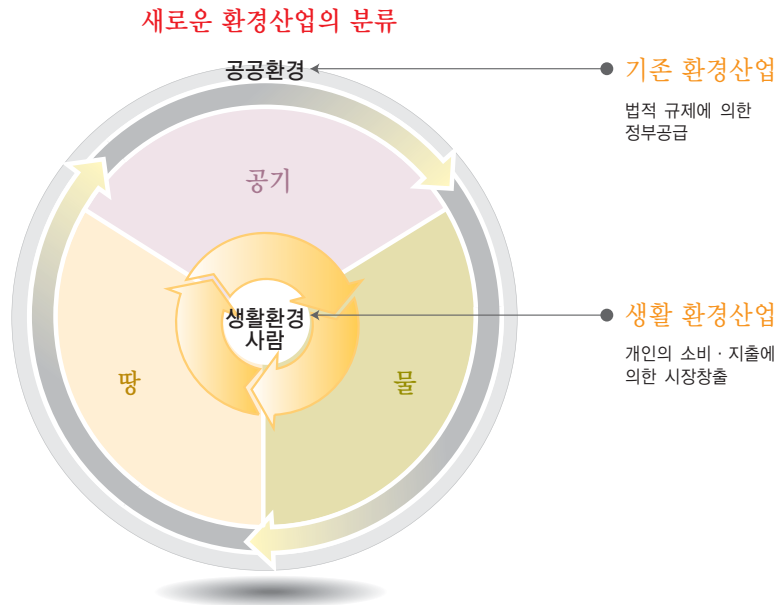 새로운 환경산업의 분류
공공환경
기존 환경산업
법적 규제에 의한
정부공급
공기
생활환경
사람
생활 환경산업
개인의 소비 · 지출에
의한 시장창출
땅
물